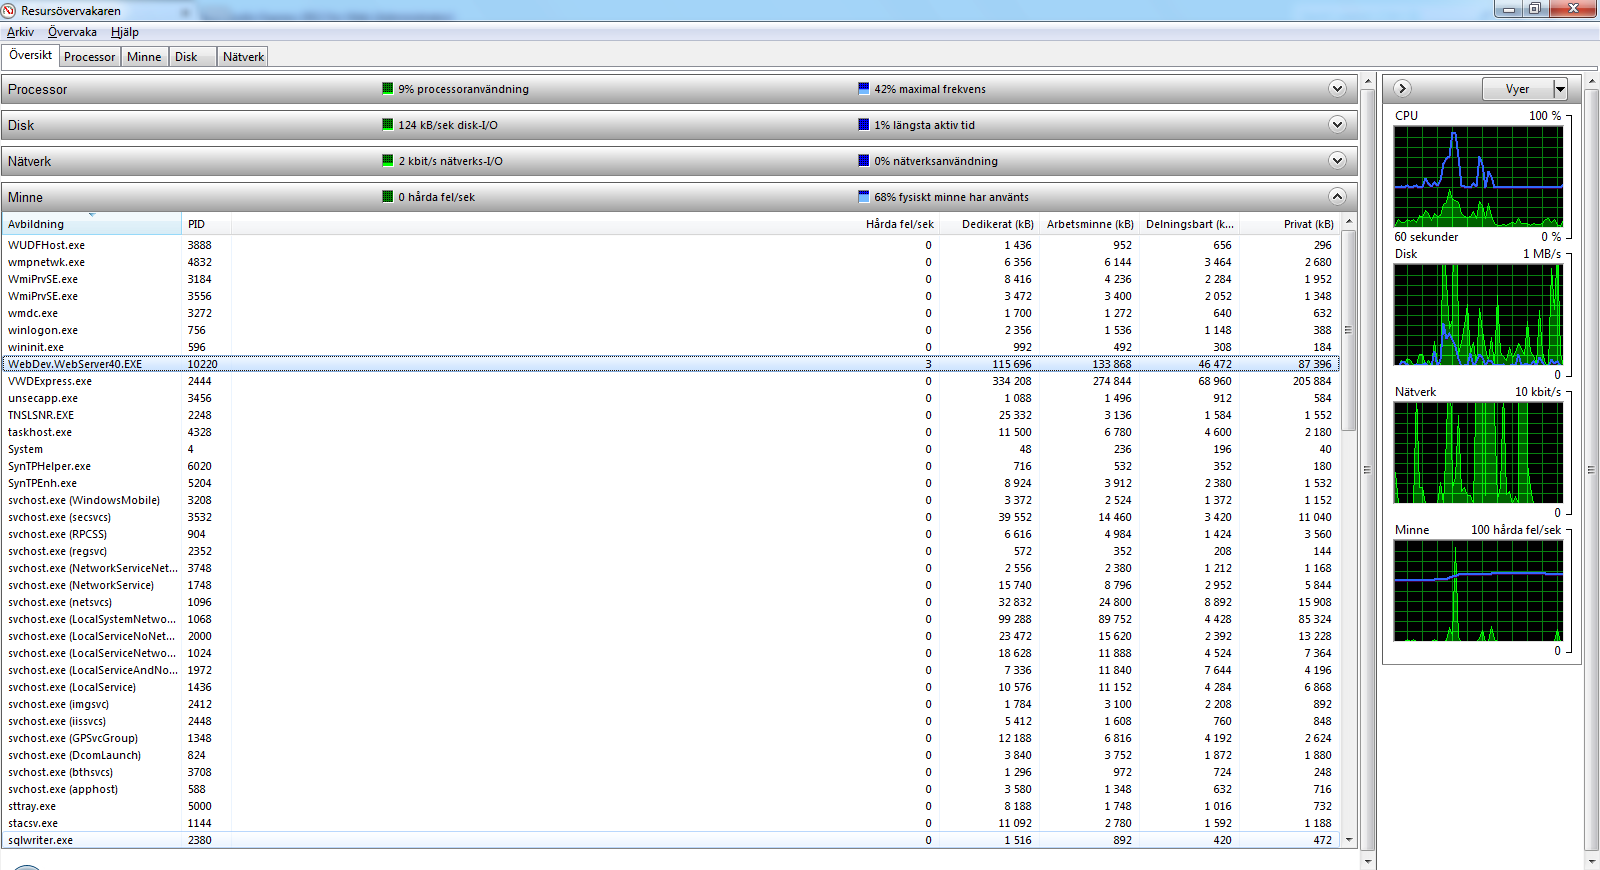 Resursövervakaren
Arkiv Övervaka Hjälp
Översikt Processor Minne Disk Nätverk
Processor 9% processoranvändning 42% maximal frekvens
Disk 124 kB/sek disk-I/O 1% längsta aktiv tid
Nätverk 2 kbit/s nätverks-I/O 0% nätverksanvändning
Minne 0 hårda fel/sek 68% fysiskt minne har använts
Avbildning PID Hårda fel/sek Dedikerat (kB) Arbetsminne (kB) Delningsbart (k... Privat (kB)
WUDFHost.exe 3888 0 1 436 952 656 296
wmpnetwk.exe 4832 0 6 356 6 144 3 464 2 680
WmiPrvSE.exe 3184 0 8 416 4 236 2 284 1 952
WmiPrvSE.exe 3556 0 3 472 3 400 2 052 1 348
wmdc.exe 3272 0 1 700 1 272 640 632
winlogon.exe 756 0 2 356 1 536 1 148 388
wininit.exe 596 0 992 492 308 184
WebDev.WebServer40.EXE 10220 3 115 696 133 868 46 472 87 396
VWDExpress.exe 2444 0 334 208 274 844 68 960 205 884
unsecapp.exe 3456 0 1 088 1 496 912 584
TNSLSNR.EXE 2248 0 25 332 3 136 1 584 1 552
taskhost.exe 4328 0 11 500 6 780 4 600 2 180
System 4 0 48 236 196 40
SynTPHelper.exe 6020 0 716 532 352 180
SynTPEnh.exe 5204 0 8 924 3 912 2 380 1 532
svchost.exe (WindowsMobile) 3208 0 3 372 2 524 1 372 1 152
svchost.exe (secsvcs) 3532 0 39 552 14 460 3 420 11 040
svchost.exe (RPCSS) 904 0 6 616 4 984 1 424 3 560
svchost.exe (regsvc) 2352 0 572 352 208 144
svchost.exe (NetworkServiceNet... 3748 0 2 556 2 380 1 212 1 168
svchost.exe (NetworkService) 1748 0 15 740 8 796 2 952 5 844
svchost.exe (netsvcs) 1096 0 32 832 24 800 8 892 15 908
svchost.exe (LocalSystemNetwo... 1068 0 99 288 89 752 4 428 85 324
svchost.exe (LocalServiceNoNet... 2000 0 23 472 15 620 2 392 13 228
svchost.exe (LocalServiceNetwo... 1024 0 18 628 11 888 4 524 7 364
svchost.exe (LocalServiceAndNo... 1972 0 7 336 11 840 7 644 4 196
svchost.exe (LocalService) 1436 0 10 576 11 152 4 284 6 868
svchost.exe (imgsvc) 2412 0 1 784 3 100 2 208 892
svchost.exe (iissvcs) 2448 0 5 412 1 608 760 848
svchost.exe (GPSvcGroup) 1348 0 12 188 6 816 4 192 2 624
svchost.exe (DcomLaunch) 824 0 3 840 3 752 1 872 1 880
svchost.exe (bthsvcs) 3708 0 1 296 972 724 248
svchost.exe (apphost) 588 0 3 580 1 348 632 716
sttray.exe 5000 0 8 188 1 748 1 016 732
stacsv.exe 1144 0 11 092 2 780 1 592 1 188
sqlwriter.exe 2380 0 1 516 892 420 472
Vyer
CPU 100 %
60 sekunder 0 %
Disk 1 MB/s
0
Nätverk 10 kbit/s
0
Minne 100 hårda fel/sek
0